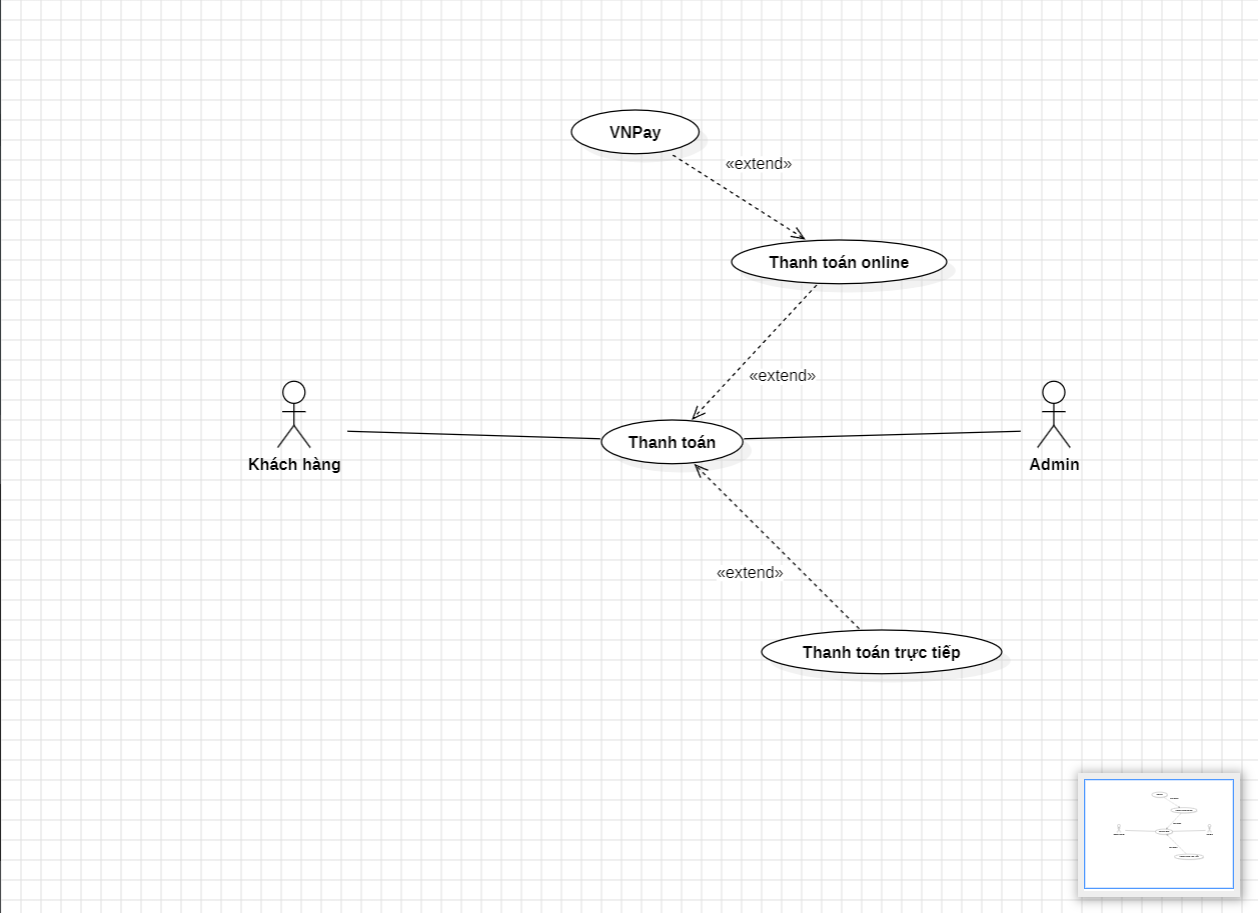 VNPay
«extend»
Thanh toán online
«extend»
Thanh toán
Khách hàng
Admin
«extend»
Thanh toán trực tiếp